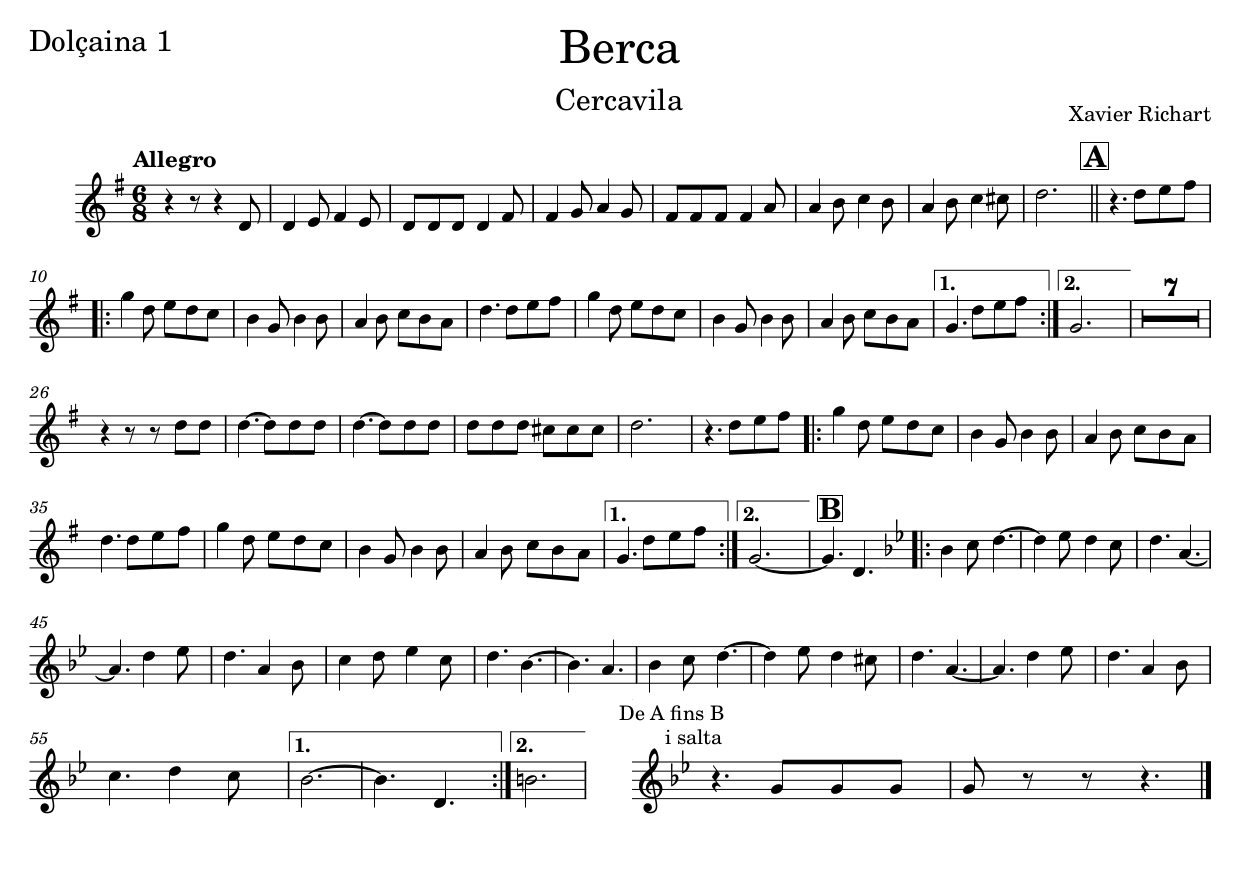 Dolçaina 1
Berca
Cercavila
Xavier Richart
Allegro
A
6
8
10
1.
2.
7
26
35
1.
2.
B
45
De A fins B
i salta
55
1.
2.